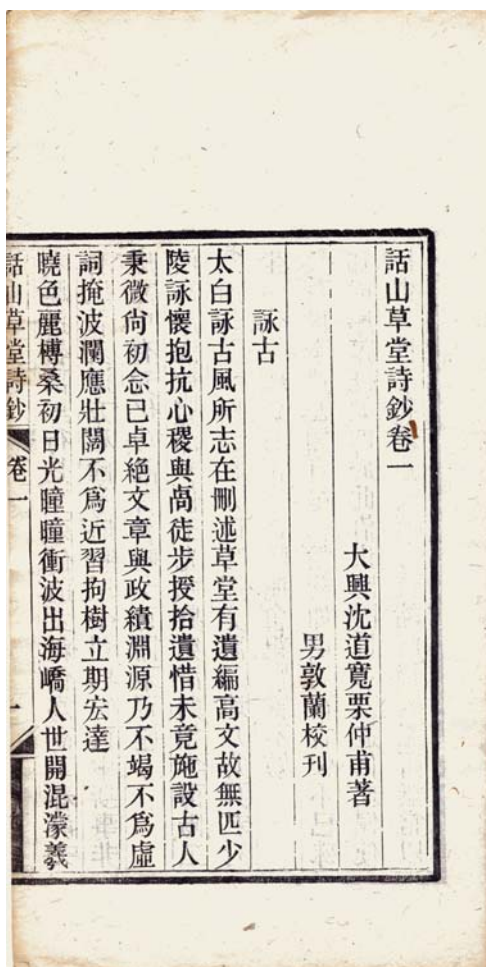 話山草堂詩鈔卷一
大興沈道寬栗仲甫著
男敦蘭校刊
詠古
太白詠古風所志在刪述草堂有遺編高文故無匹少
陵詠懷抱抗心稷與卨徒步授拾遺惜未竟施設古人
秉微尚初念已卓絕文章與政績淵源乃不竭不爲虛
詞掩波瀾應壯闊不爲近習拘樹立期宏達
曉色麗榑桑初日光曈曈衝波出海嶠人世開混濛羲
話山草堂詩鈔 卷一 一